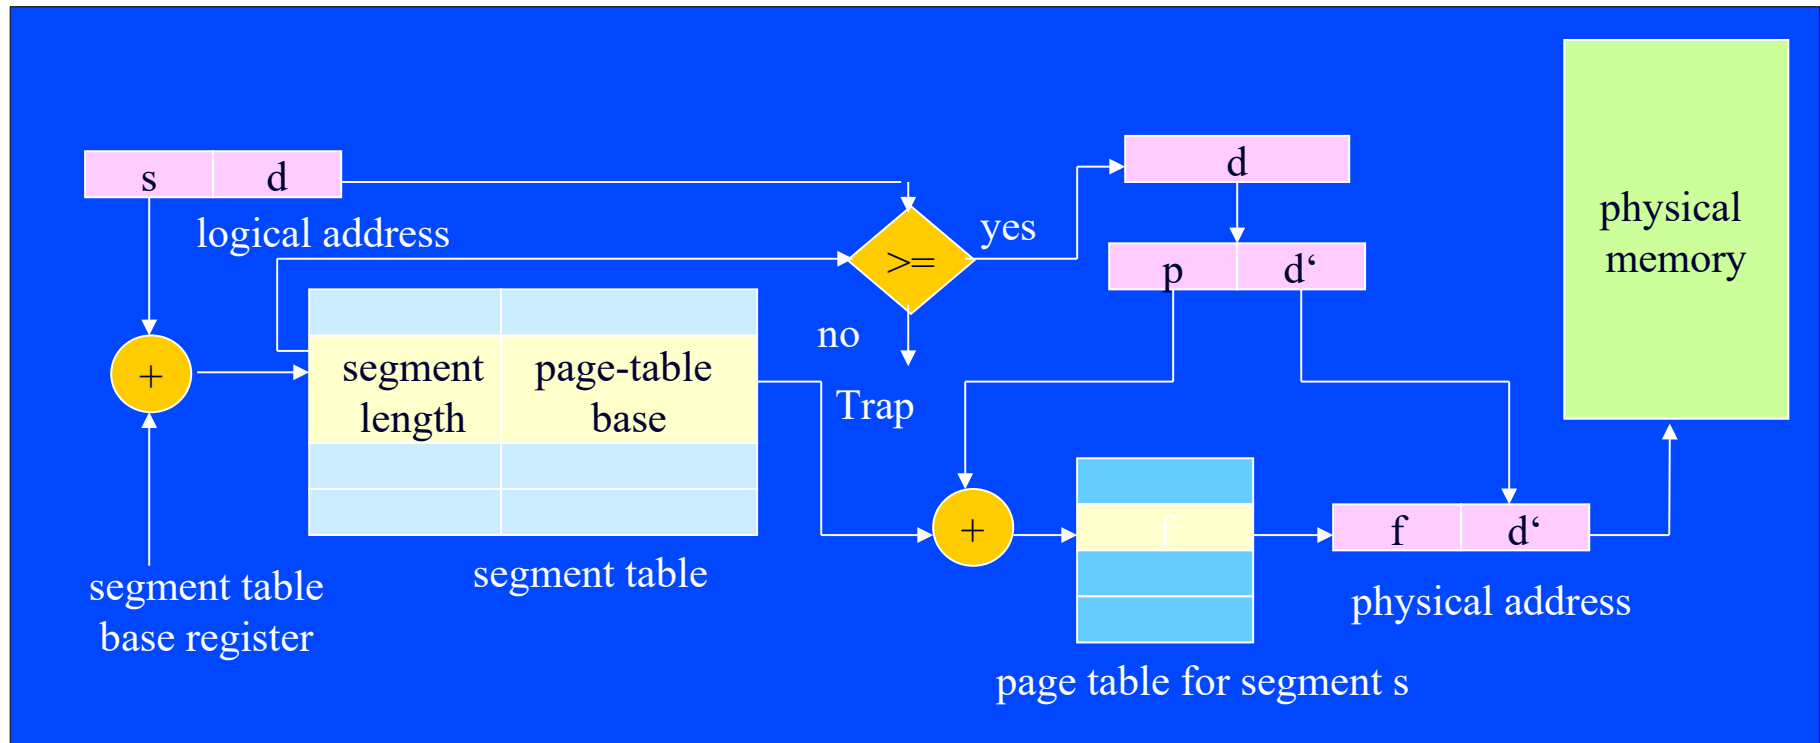 s d
logical address
+
segment table
base register
segment
length
page-table
base
segment table
>=
yes
no
Trap
d
p d‘
+
f
page table for segment s
f d‘
physical address
physical
memory